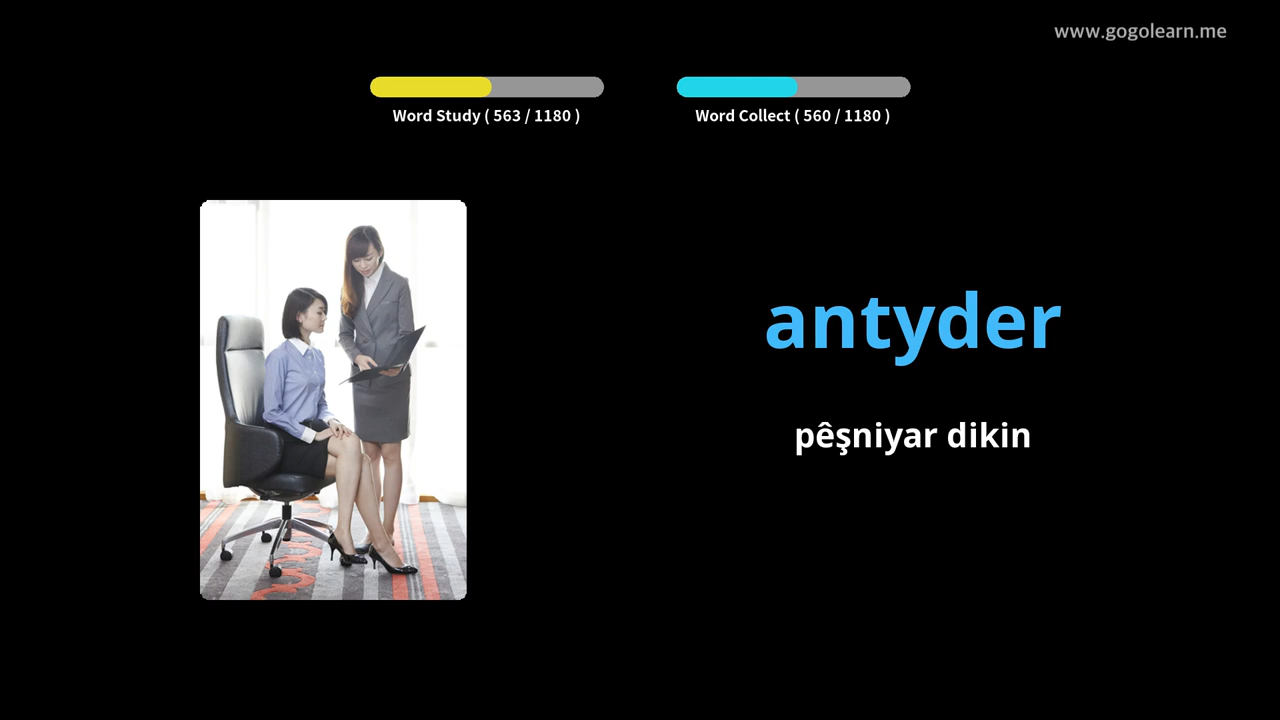 www.gogolearn.me
Word Study ( 563 / 1180 )
Word Collect ( 560 / 1180 )
antyder
pêşniyar dikin